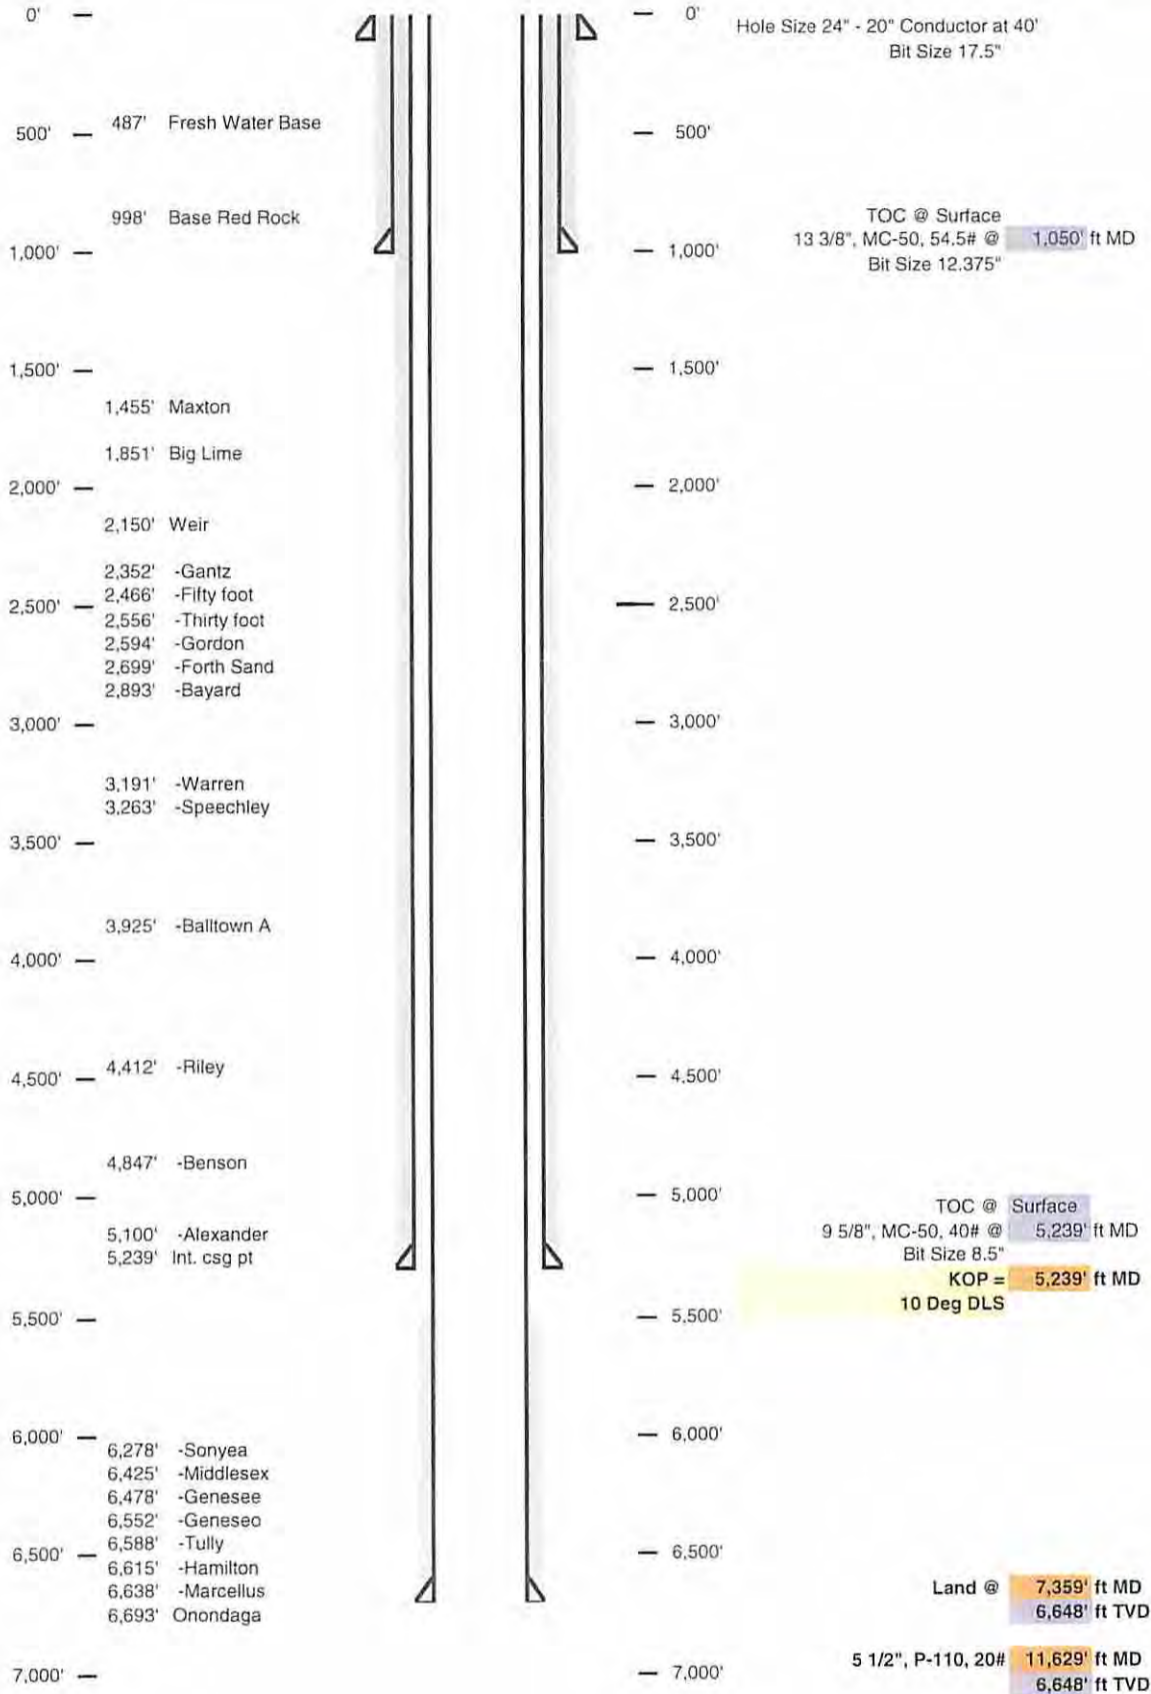 0'
487' Fresh Water Base
500'
998' Base Red Rock
1,000'
1,500'
1,455' Maxton
1,851' Big Lime
2,000'
2,150' Weir
2,352' -Gantz
2,466' -Fifty foot
2,500'
2,556' -Thirty foot
2,594' -Gordon
2,699' -Forth Sand
2,893' -Bayard
3,000'
3,191' -Warren
3,263' -Speechley
3,500'
3,925' -Balltown A
4,000'
4,412' -Riley
4,500'
4,847' -Benson
5,000'
5,100' -Alexander
5,239' Int. csg pt
5,500'
6,000'
6,278' -Sonyea
6,425' -Middlesex
6,478' -Genesee
6,552' -Geneseo
6,588' -Tully
6,500'
6,615' -Hamilton
6,638' -Marcellus
6,693' Onondaga
7,000'
0'
500'
1,000'
1,500'
2,000'
2,500'
3,000'
3,500'
4,000'
4,500'
5,000'
5,500'
6,000'
6,500'
7,000'
Hole Size 24" - 20" Conductor at 40'
Bit Size 17.5"
TOC @ Surface
13 3/8", MC-50, 54.5# @ 1,050' ft MD
Bit Size 12.375"
TOC @ Surface
9 5/8", MC-50, 40# @ 5,239' ft MD
Bit Size 8.5"
KOP = 5,239' ft MD
10 Deg DLS
Land @ 7,359' ft MD
6,648' ft TVD
5 1/2", P-110, 20# 11,629' ft MD
6,648' ft TVD